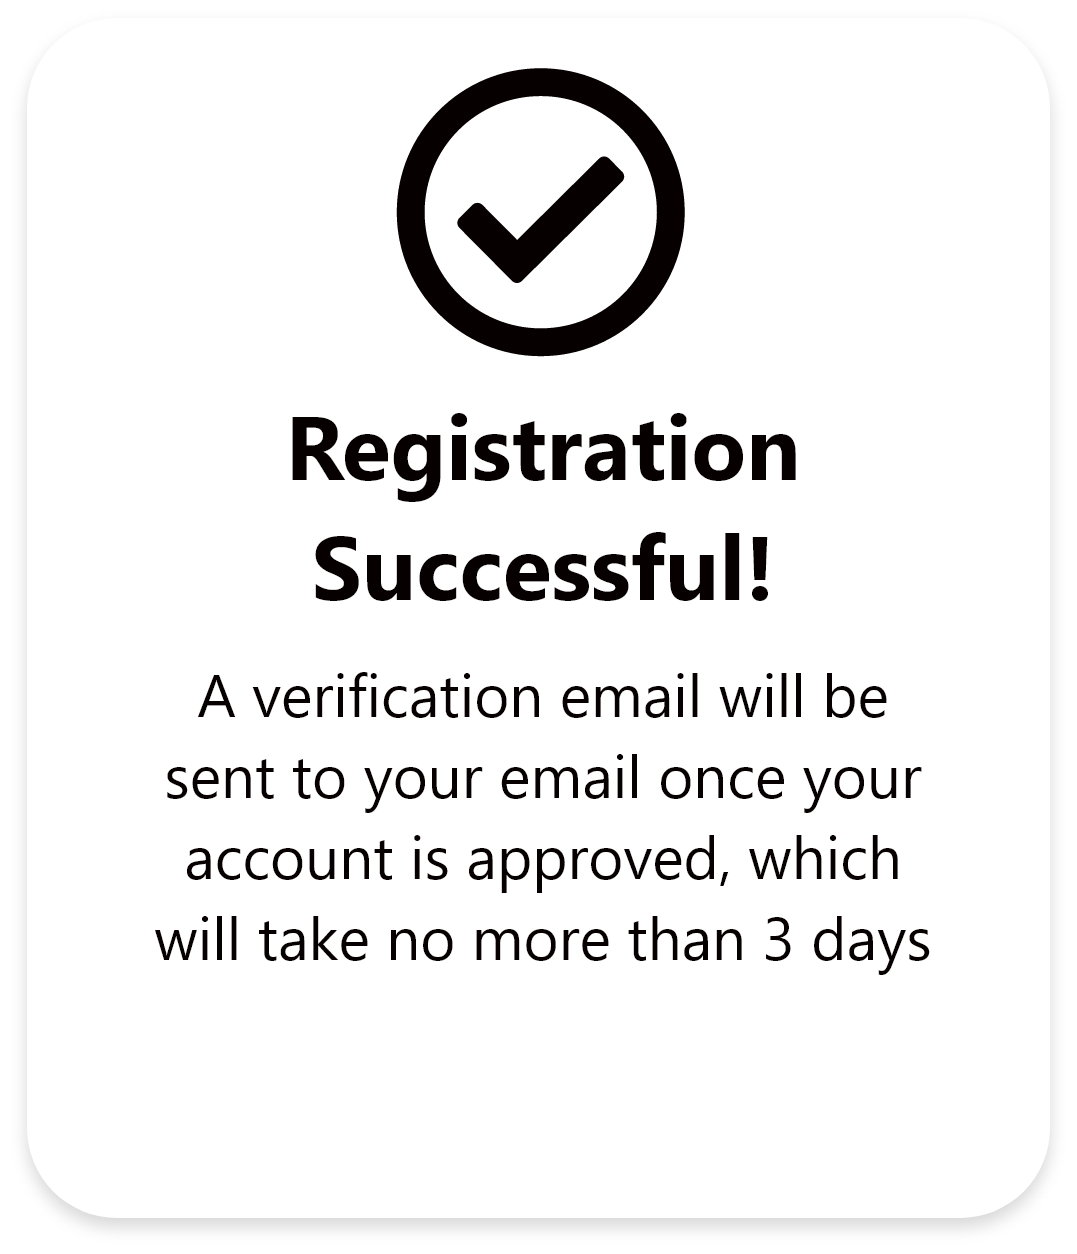 Registration
Successful!
A verification email will be
sent to your email once your
account is approved, which
will take no more than 3 days